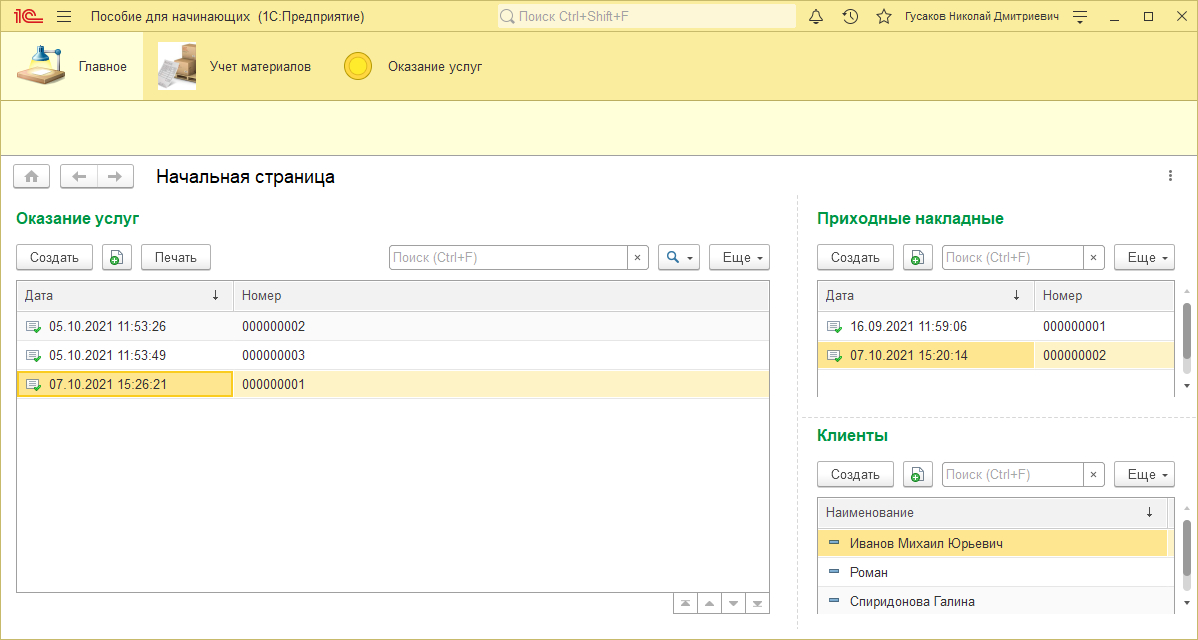 1С Пособие для начинающих (1С:Предприятие) Поиск Ctrl+Shift+F Гусаков Николай Дмитриевич
Главное Учет материалов Оказание услуг
Начальная страница
Оказание услуг
Создать Печать Поиск (Ctrl+F) × Еще
Дата ↓ Номер
05.10.2021 11:53:26 000000002
05.10.2021 11:53:49 000000003
07.10.2021 15:26:21 000000001
Приходные накладные
Создать Поиск (Ctrl+F) × Еще
Дата ↓ Номер
16.09.2021 11:59:06 000000001
07.10.2021 15:20:14 000000002
Клиенты
Создать Поиск (Ctrl+F) × Еще
Наименование ↓
Иванов Михаил Юрьевич
Роман
Спиридонова Галина